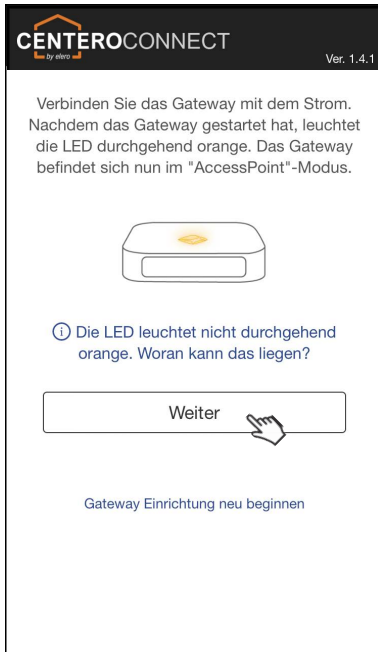 CENTEROCONNECT
by elero
Ver. 1.4.1
Verbinden Sie das Gateway mit dem Strom.
Nachdem das Gateway gestartet hat, leuchtet
die LED durchgehend orange. Das Gateway
befindet sich nun im "AccessPoint"-Modus.
Die LED leuchtet nicht durchgehend
orange. Woran kann das liegen?
Weiter
Gateway Einrichtung neu beginnen